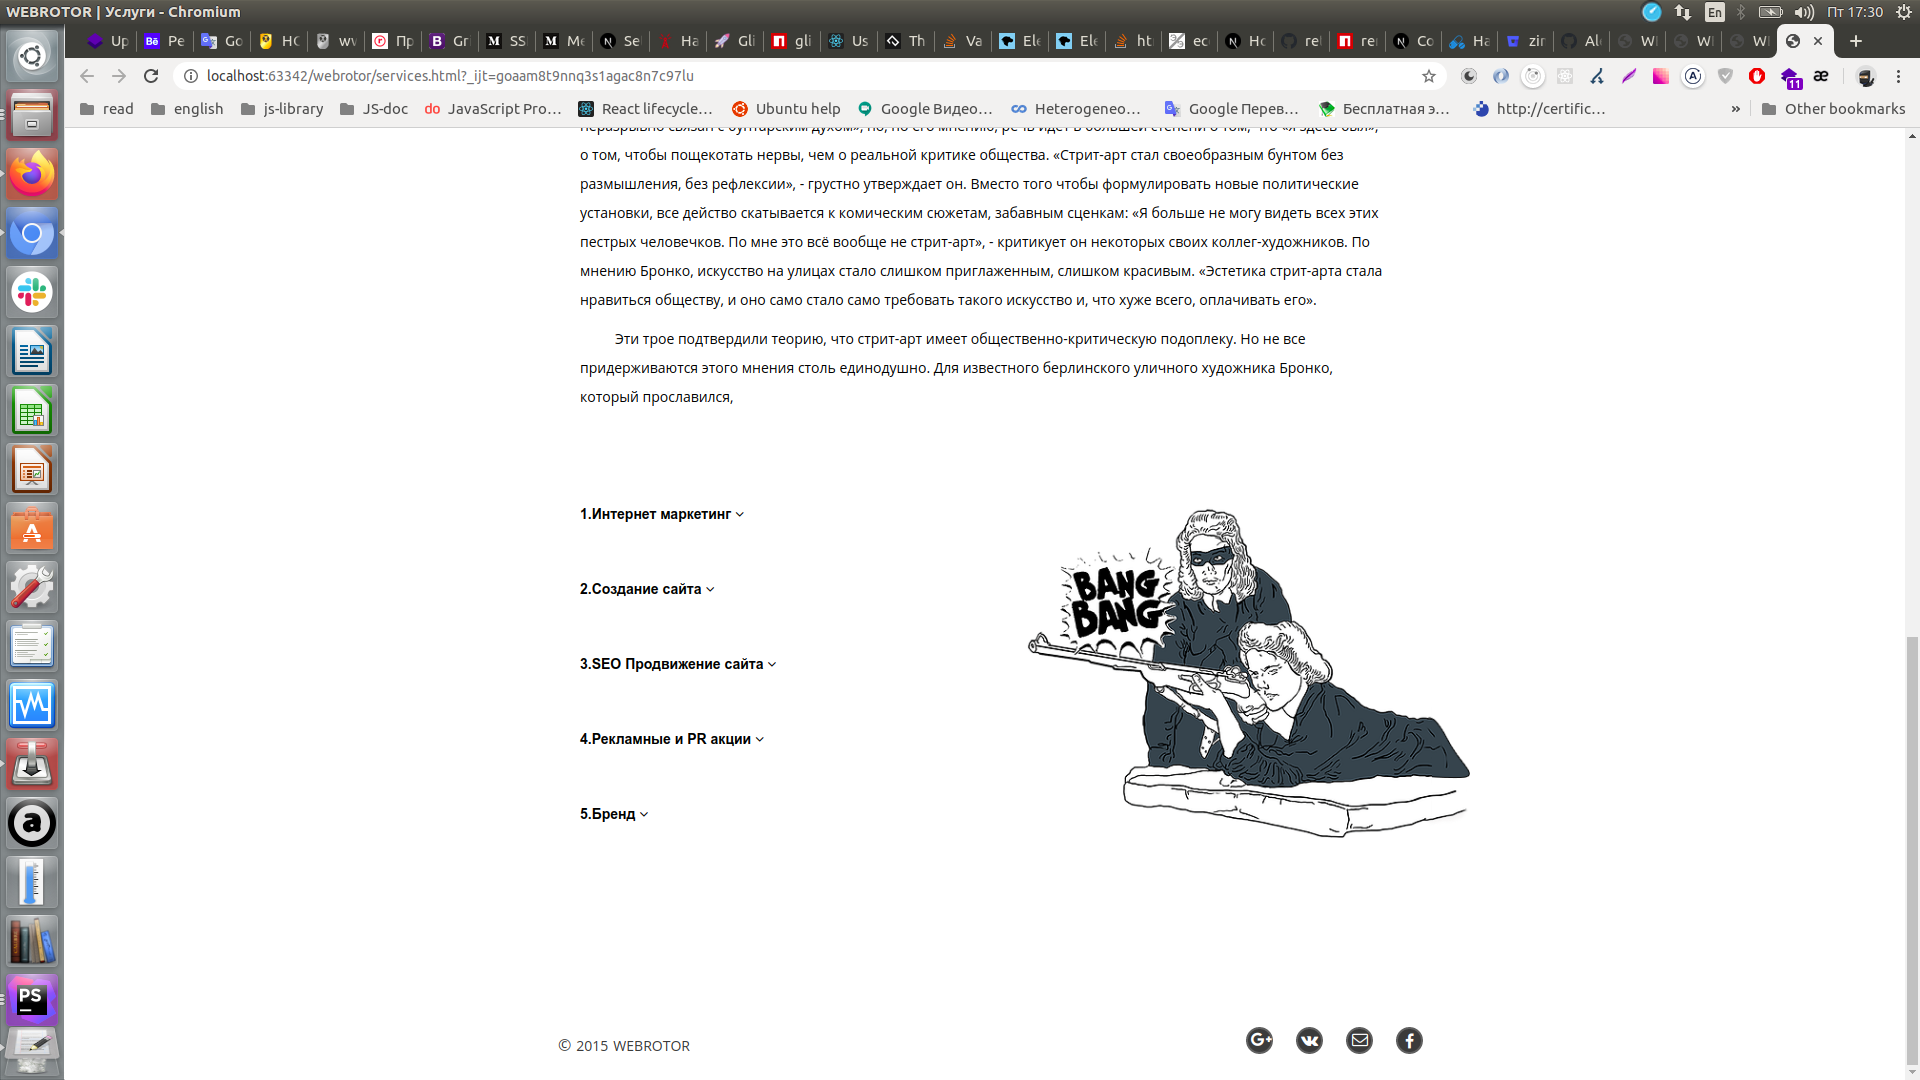 WEBROTOR | Услуги - Chromium
En
Пт 17:30
Up
Pe
Go
HC
wv
Пр
Gr
SS
Me
Se
Ha
Gli
gli
Us
Th
Va
Ele
Ele
ht
ec
Ho
rel
rei
Co
Ha
zir
Al
WI
WI
WI
localhost:63342/webrotor/services.html?_ijt=goaam8t9nnq3s1agac8n7c97lu
11
read
english
js-library
JS-doc
JavaScript Pro...
React lifecycle...
Ubuntu help
Google Видео...
Heterogeneo...
Google Перев...
Бесплатная э...
http://certific...
»
Other bookmarks
о том, чтобы пощекотать нервы, чем о реальной критике общества. «Стрит-арт стал своеобразным бунтом без
размышления, без рефлексии», - грустно утверждает он. Вместо того чтобы формулировать новые политические
установки, все действо скатывается к комическим сюжетам, забавным сценкам: «Я больше не могу видеть всех этих
пестрых человечков. По мне это всё вообще не стрит-арт», - критикует он некоторых своих коллег-художников. По
мнению Бронко, искусство на улицах стало слишком приглаженным, слишком красивым. «Эстетика стрит-арта стала
нравиться обществу, и оно само стало само требовать такого искусство и, что хуже всего, оплачивать его».
Эти трое подтвердили теорию, что стрит-арт имеет общественно-критическую подоплеку. Но не все
придерживаются этого мнения столь единодушно. Для известного берлинского уличного художника Бронко,
который прославился,
1.Интернет маркетинг
2.Создание сайта
3.SEO Продвижение сайта
4.Рекламные и PR акции
5.Бренд
BANG
BANG
PS
© 2015 WEBROTOR